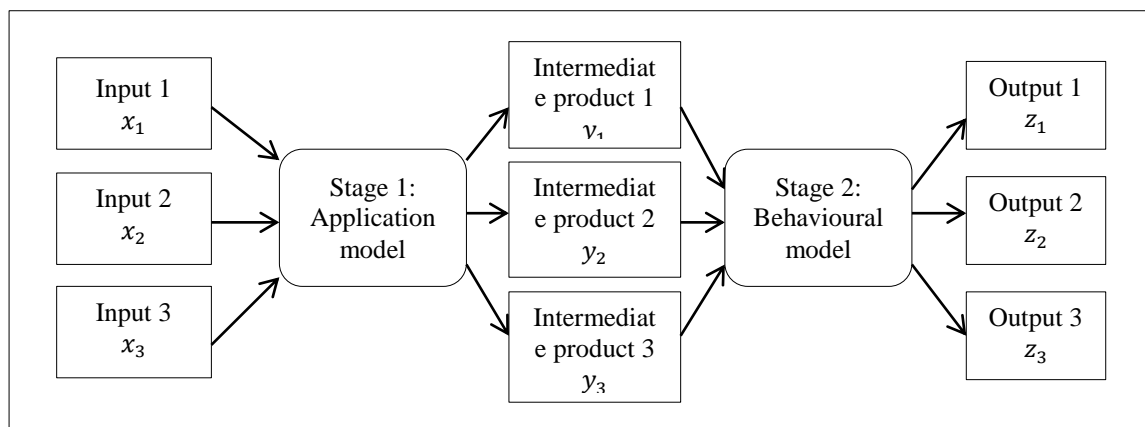 Input 1
x₁
Input 2
x₂
Input 3
x₃
Stage 1:
Application
model
Intermediat
e product 1
y₁
Intermediat
e product 2
y₂
Intermediat
e product 3
y₃
Stage 2:
Behavioural
model
Output 1
z₁
Output 2
z₂
Output 3
z₃